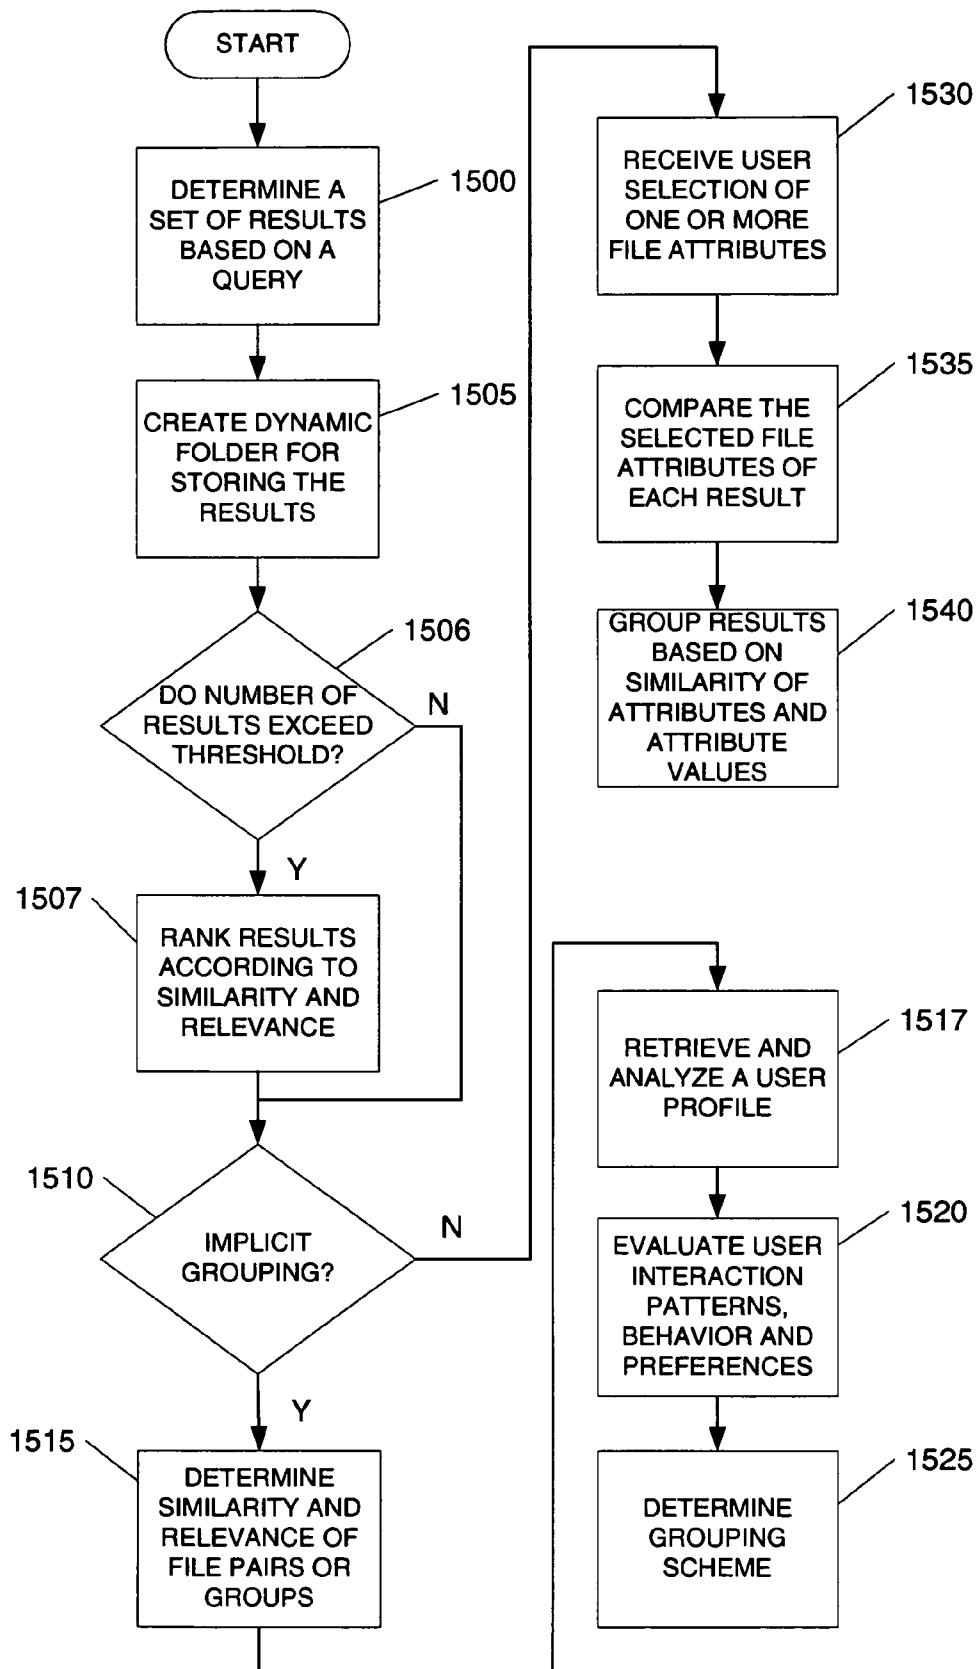 START
DETERMINE A
SET OF RESULTS
BASED ON A
QUERY
1500
CREATE DYNAMIC
FOLDER FOR
STORING THE
RESULTS
1505
DO NUMBER OF
RESULTS EXCEED
THRESHOLD?
1506
N
Y
1507
RANK RESULTS
ACCORDING TO
SIMILARITY AND
RELEVANCE
1510
IMPLICIT
GROUPING?
N
Y
1515
DETERMINE
SIMILARITY AND
RELEVANCE OF
FILE PAIRS OR
GROUPS
1530
RECEIVE USER
SELECTION OF
ONE OR MORE
FILE ATTRIBUTES
1535
COMPARE THE
SELECTED FILE
ATTRIBUTES OF
EACH RESULT
1540
GROUP RESULTS
BASED ON
SIMILARITY OF
ATTRIBUTES AND
ATTRIBUTE
VALUES
1517
RETRIEVE AND
ANALYZE A USER
PROFILE
1520
EVALUATE USER
INTERACTION
PATTERNS,
BEHAVIOR AND
PREFERENCES
1525
DETERMINE
GROUPING
SCHEME